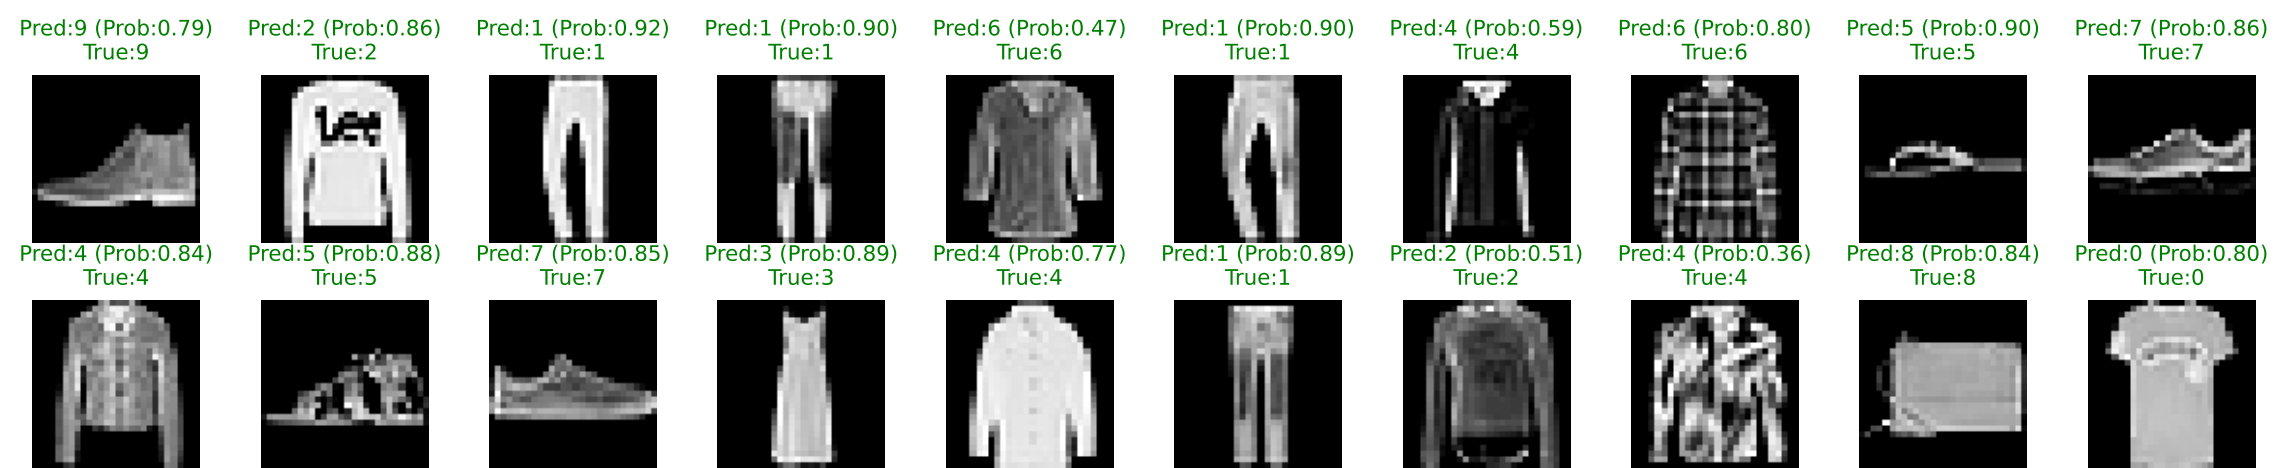 Pred:9 (Prob:0.79) Pred:2 (Prob:0.86) Pred:1 (Prob:0.92) Pred:1 (Prob:0.90) Pred:6 (Prob:0.47) Pred:1 (Prob:0.90) Pred:4 (Prob:0.59) Pred:6 (Prob:0.80) Pred:5 (Prob:0.90) Pred:7 (Prob:0.86)
True:9 True:2 True:1 True:1 True:6 True:1 True:4 True:6 True:5 True:7
Lee
Pred:4 (Prob:0.84) Pred:5 (Prob:0.88) Pred:7 (Prob:0.85) Pred:3 (Prob:0.89) Pred:4 (Prob:0.77) Pred:1 (Prob:0.89) Pred:2 (Prob:0.51) Pred:4 (Prob:0.36) Pred:8 (Prob:0.84) Pred:0 (Prob:0.80)
True:4 True:5 True:7 True:3 True:4 True:1 True:2 True:4 True:8 True:0